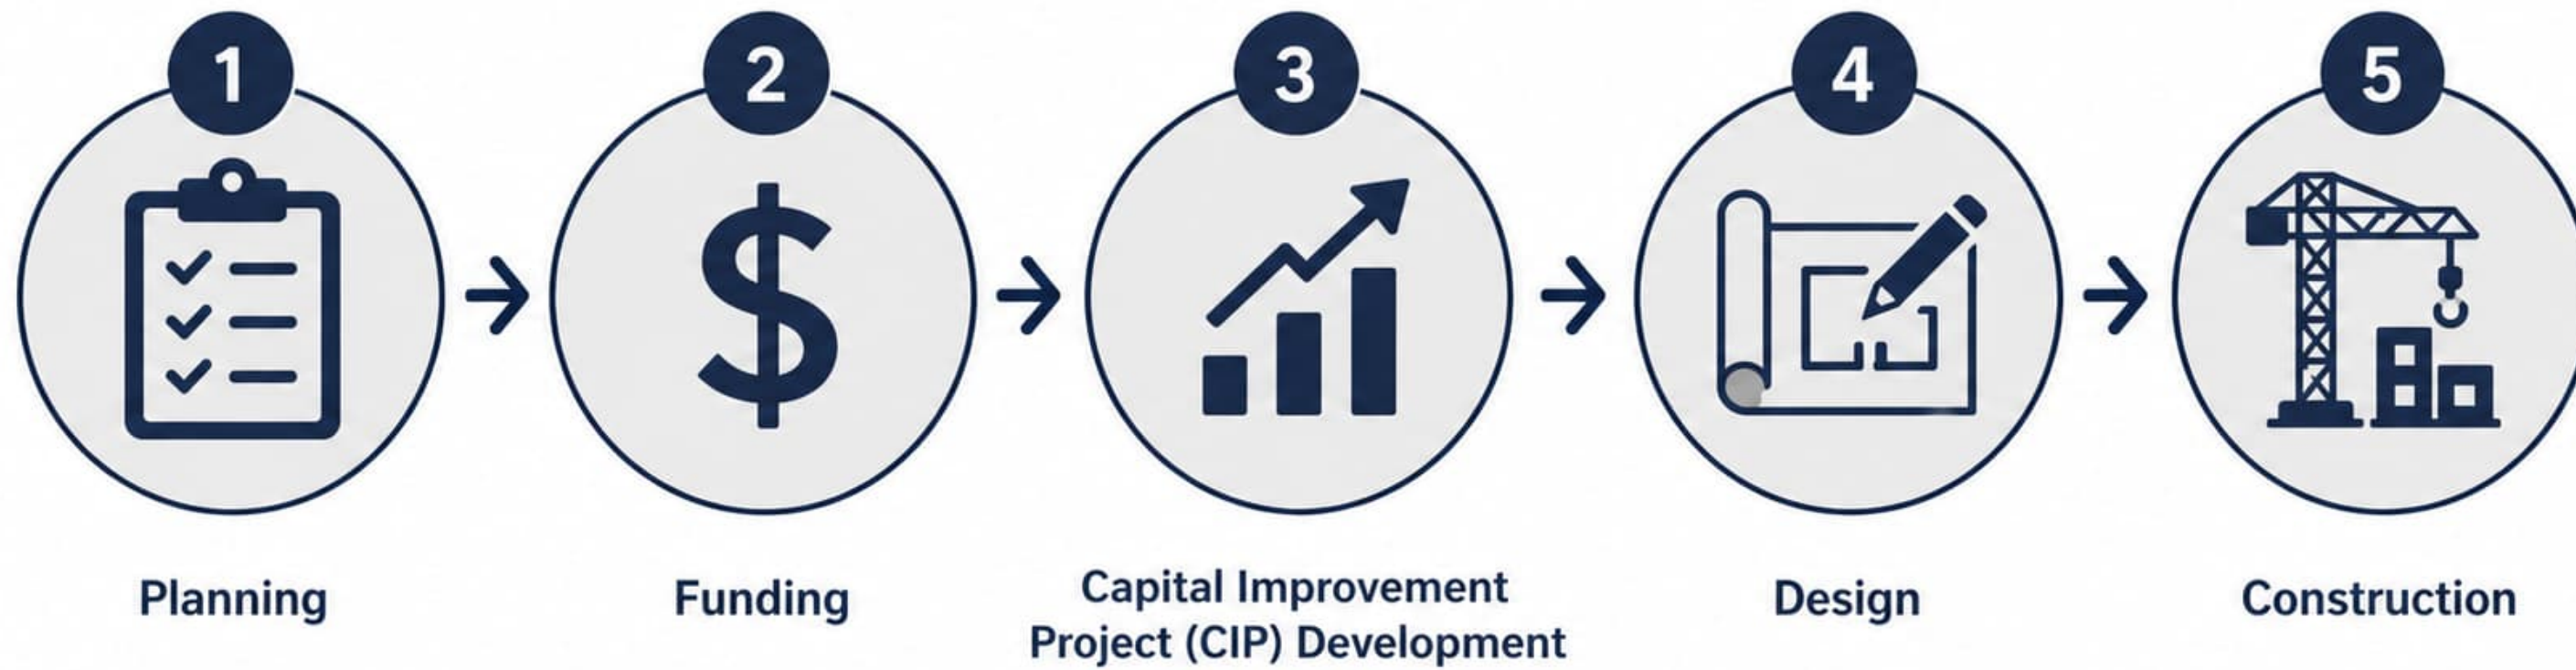 1
2
3
4
5
Planning
Funding
Capital Improvement
Project (CIP) Development
Design
Construction